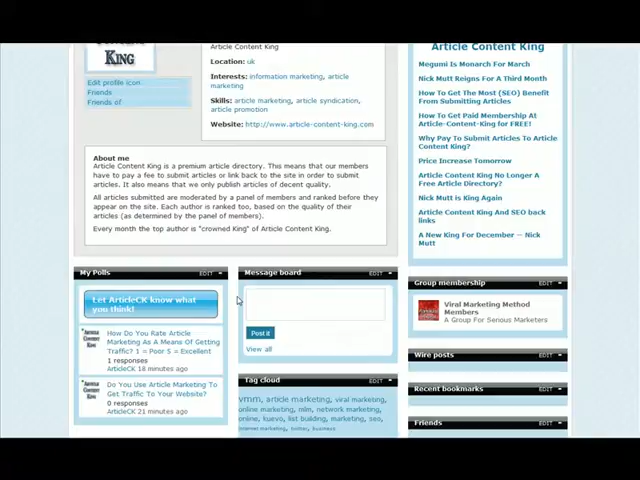 KING
Edit profile icon
Friends
Friends of
Article Content King
Location: uk
Interests: information marketing, article
marketing
Skills: article marketing, article syndication,
article promotion
Website: http://www.article-content-king.com
About me
Article Content King is a premium article directory. This means that our members
have to pay a fee to submit articles or link back to the site in order to submit
articles. It also means that we only publish articles of decent quality.
All articles submitted are moderated by a panel of members and ranked before they
appear on the site. Each author is ranked too, based on the quality of their
articles (as determined by the panel of members).
Every month the top author is "crowned King" of Article Content King.
Article Content King
Megumi Is Monarch For March
Nick Mutt Reigns For A Third Month
How To Get The Most (SEO) Benefit
From Submitting Articles
How To Get Paid Membership At
Article-Content-King for FREE!
Why Pay To Submit Articles To Article
Content King?
Price Increase Tomorrow
Article Content King No Longer A
Free Article Directory?
Nick Mutt is King Again
Article Content King And SEO back
links
A New King For December — Nick
Mutt
My Polls EDIT
Let ArticleCK know what
you think!
How Do You Rate Article
Marketing As A Means Of Getting
Traffic? 1 = Poor 5 = Excellent
1 responses
ArticleCK 18 minutes ago
Do You Use Article Marketing To
Get Traffic To Your Website?
0 responses
ArticleCK 21 minutes ago
Message board EDIT
Post it
View all
Tag cloud EDIT
vmm, article marketing, viral marketing,
online marketing, mlm, network marketing,
online, kuevo, list building, marketing, seo,
internet marketing, twitter, business
Group membership EDIT
Viral Marketing Method
Members
A Group For Serious Marketers
Wire posts EDIT
Recent bookmarks EDIT
Friends EDIT